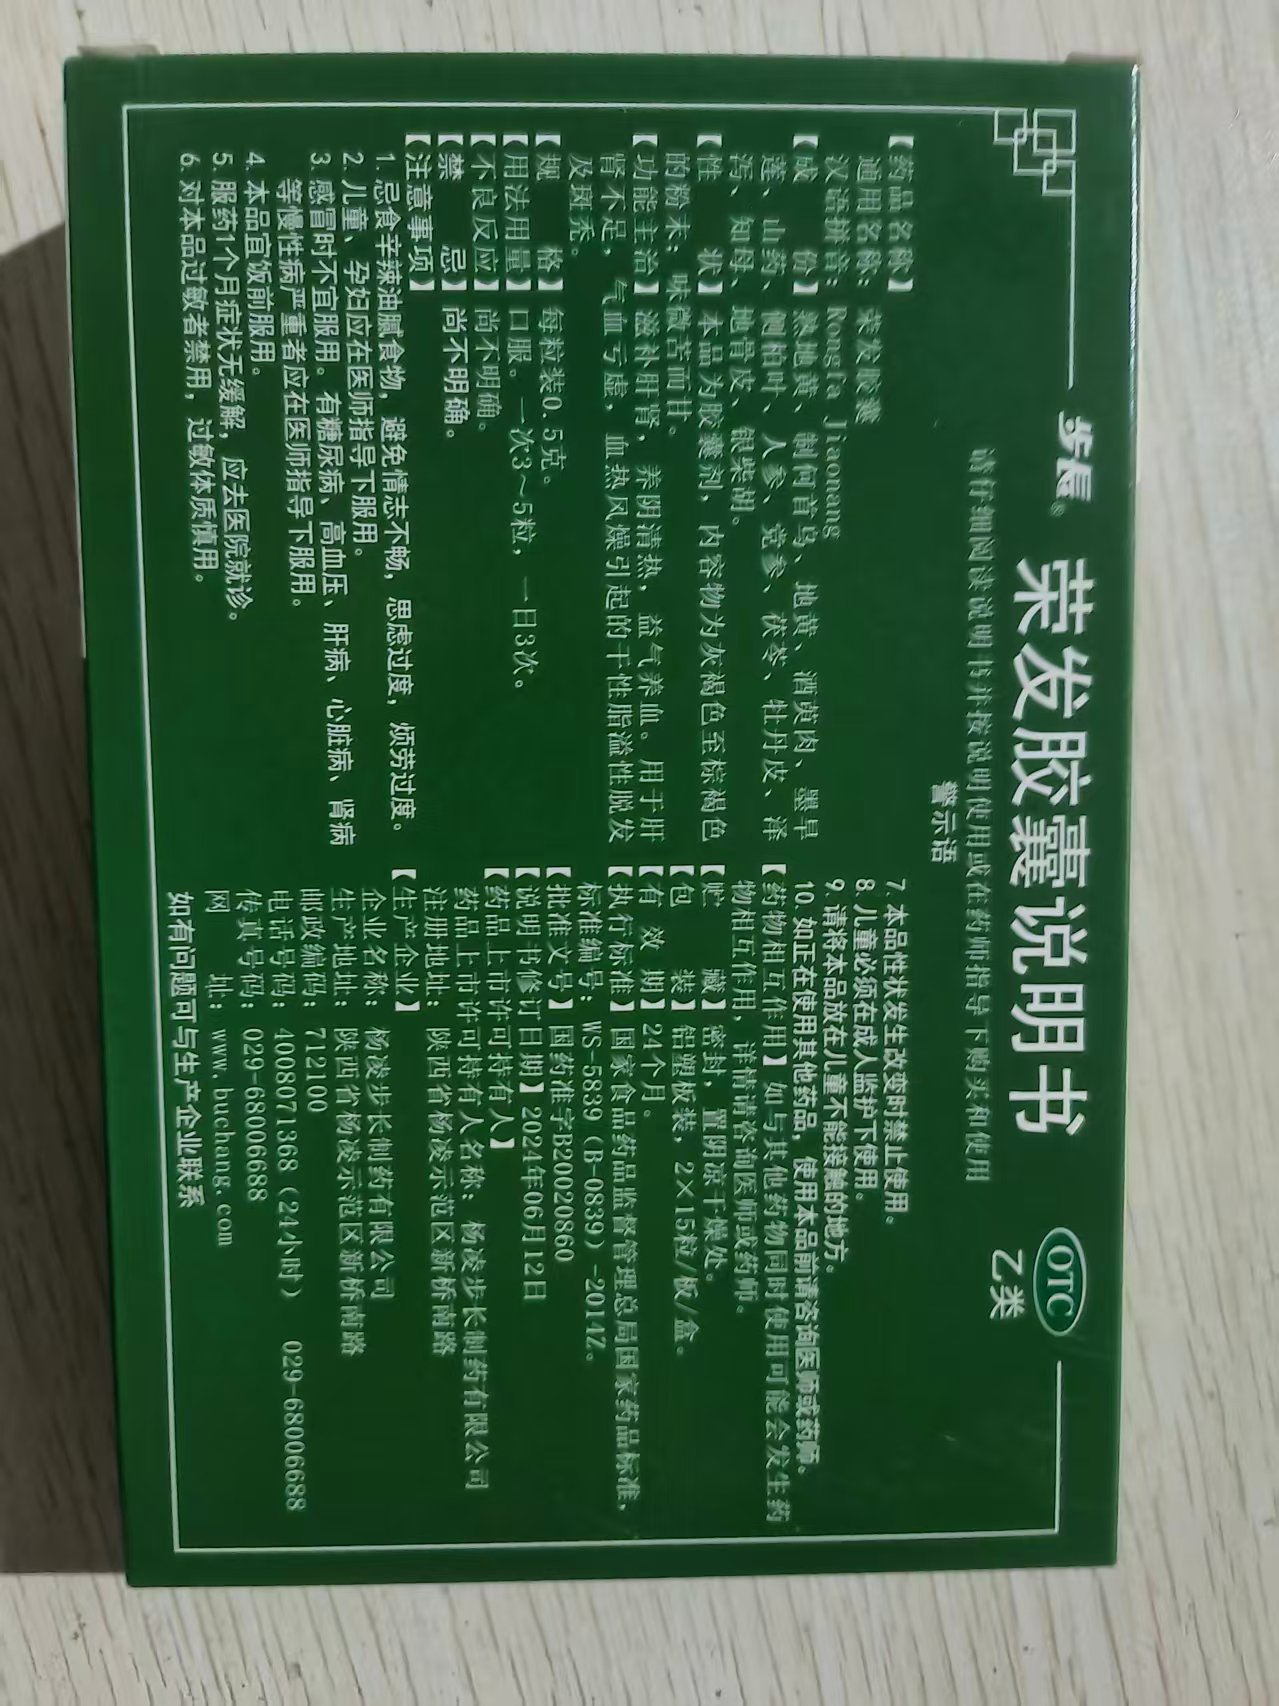 步長®
荣发胶囊说明书
OTC
乙类
请仔细阅读说明书并按说明使用或在药师指导下购买和使用
警示语
【药品名称】
通用名称：荣发胶囊
汉语拼音：Rongfa Jiaonang
【成　　份】熟地黄、制何首乌、地黄、酒萸肉、墨旱
莲、山药、侧柏叶、人参、党参、茯苓、牡丹皮、泽
泻、知母、地骨皮、银柴胡。
【性　　状】本品为胶囊剂，内容物为灰褐色至棕褐色
的粉末；味微苦而甘。
【功能主治】滋补肝肾，养阴清热，益气养血。用于肝
肾不足，气血亏虚，血热风燥引起的干性脂溢性脱发
及斑秃。
【规　　格】每粒装0.5克。
【用法用量】口服。一次3～5粒，一日3次。
【不良反应】尚不明确。
【禁　　忌】尚不明确。
【注意事项】
1. 忌食辛辣油腻食物，避免情志不畅，思虑过度，烦劳过度。
2. 儿童、孕妇应在医师指导下服用。
3. 感冒时不宜服用。有糖尿病、高血压、肝病、心脏病、肾病
等慢性病严重者应在医师指导下服用。
4. 本品宜饭前服用。
5. 服药1个月症状无缓解，应去医院就诊。
6. 对本品过敏者禁用，过敏体质慎用。
7. 本品性状发生改变时禁止使用。
8. 儿童必须在成人监护下使用。
9. 请将本品放在儿童不能接触的地方。
10. 如正在使用其他药品，使用本品前请咨询医师或药师。
【药物相互作用】如与其他药物同时使用可能会发生药
物相互作用，详情请咨询医师或药师。
【贮　　藏】密封，置阴凉干燥处。
【包　　装】铝塑板装，2×15粒/板/盒。
【有 效 期】24个月。
【执行标准】国家食品药品监督管理总局国家药品标准，
标准编号：WS-5839（B-0839）-2014Z。
【批准文号】国药准字B20020860
【说明书修订日期】2024年06月12日
【药品上市许可持有人】
药品上市许可持有人名称：杨凌步长制药有限公司
注册地址：陕西省杨凌示范区新桥南路
【生产企业】
企业名称：杨凌步长制药有限公司
生产地址：陕西省杨凌示范区新桥南路
邮政编码：712100
电话号码：4008071368（24小时） 029-68006688
传真号码：029-68006688
网　　址：www.buchang.com
如有问题可与生产企业联系